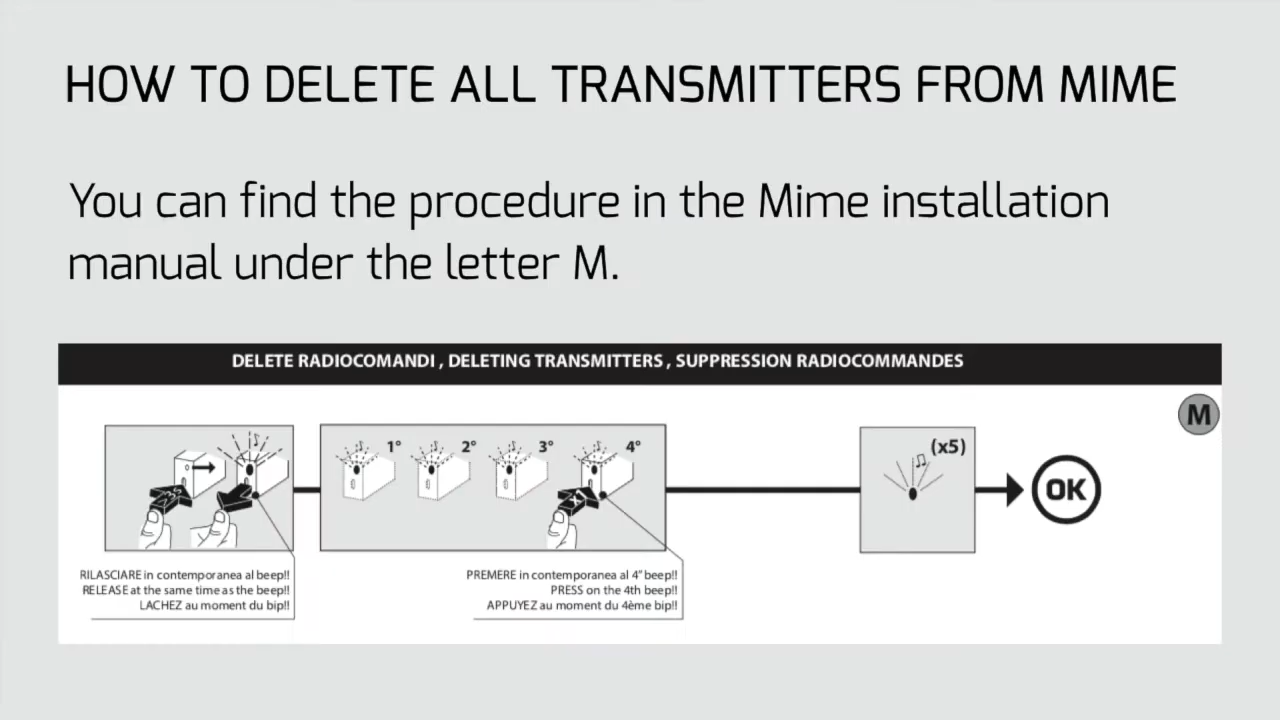 HOW TO DELETE ALL TRANSMITTERS FROM MIME
You can find the procedure in the Mime installation
manual under the letter M.
DELETE RADIOCOMANDI , DELETING TRANSMITTERS , SUPPRESSION RADIOCOMMANDES
M
1°
2°
3°
4°
(x5)
OK
RILASCIARE in contemporanea al beep!!
RELEASE at the same time as the beep!!
LACHEZ au moment du bip!!
PREMERE in contemporanea al 4° beep!!
PRESS on the 4th beep!!
APPUYEZ au moment du 4ème bip!!